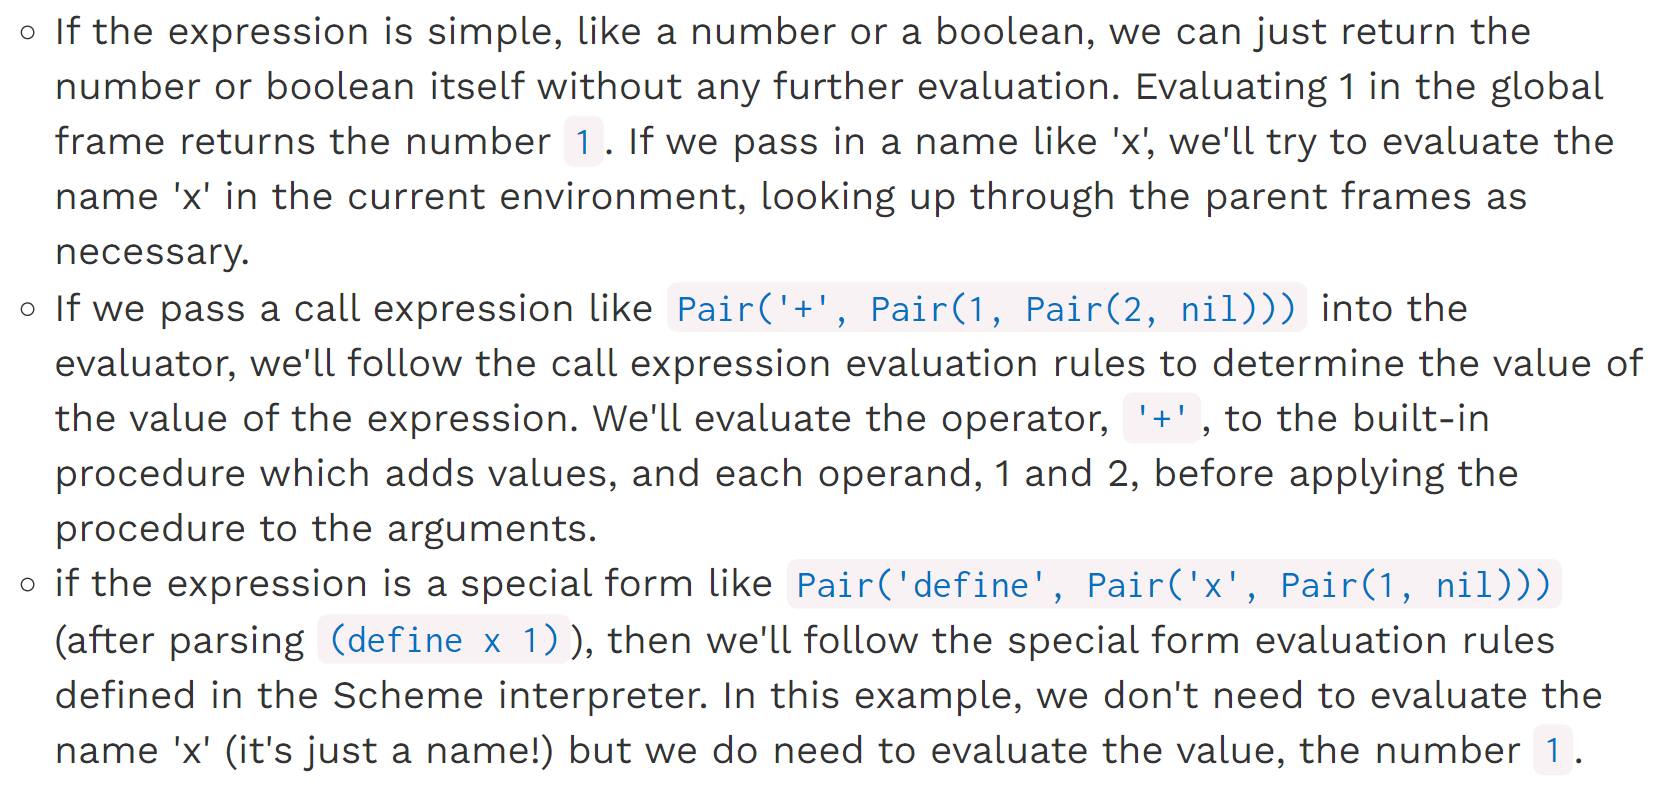 If the expression is simple, like a number or a boolean, we can just return the
number or boolean itself without any further evaluation. Evaluating 1 in the global
frame returns the number 1. If we pass in a name like 'x', we'll try to evaluate the
name 'x' in the current environment, looking up through the parent frames as
necessary.
If we pass a call expression like Pair('+', Pair(1, Pair(2, nil))) into the
evaluator, we'll follow the call expression evaluation rules to determine the value of
the value of the expression. We'll evaluate the operator, '+', to the built-in
procedure which adds values, and each operand, 1 and 2, before applying the
procedure to the arguments.
if the expression is a special form like Pair('define', Pair('x', Pair(1, nil)))
(after parsing (define x 1)), then we'll follow the special form evaluation rules
defined in the Scheme interpreter. In this example, we don't need to evaluate the
name 'x' (it's just a name!) but we do need to evaluate the value, the number 1.